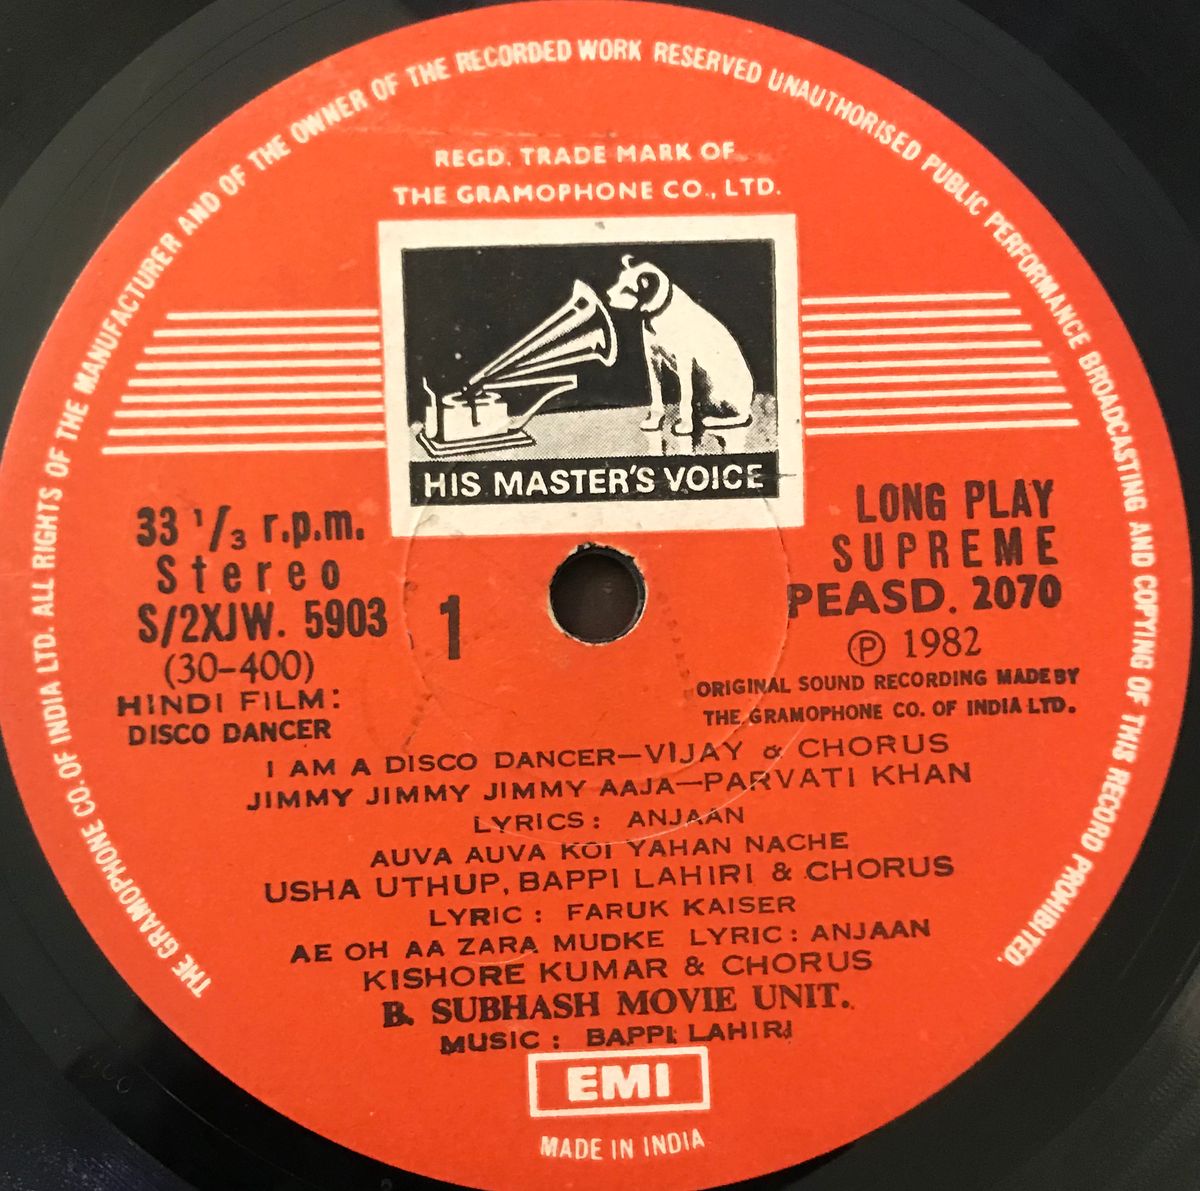 THE GRAMOPHONE CO. OF INDIA LTD. ALL RIGHTS OF THE MANUFACTURER AND OF THE OWNER OF THE RECORDED WORK RESERVED UNAUTHORISED PUBLIC PERFORMANCE BROADCASTING AND COPYING OF THIS RECORD PROHIBITED.
REGD. TRADE MARK OF
THE GRAMOPHONE CO., LTD.
HIS MASTER'S VOICE
33 1/3 r.p.m.
Stereo
S/2XJW. 5903
(30-400)
HINDI FILM:
DISCO DANCER
1
LONG PLAY
SUPREME
PEASD. 2070
Ⓟ 1982
ORIGINAL SOUND RECORDING MADE BY
THE GRAMOPHONE CO. OF INDIA LTD.
I AM A DISCO DANCER—VIJAY & CHORUS
JIMMY JIMMY JIMMY AAJA—PARVATI KHAN
LYRICS: ANJAAN
AUVA AUVA KOI YAHAN NACHE
USHA UTHUP, BAPPI LAHIRI & CHORUS
LYRIC: FARUK KAISER
AE OH AA ZARA MUDKE LYRIC: ANJAAN
KISHORE KUMAR & CHORUS
B. SUBHASH MOVIE UNIT.
MUSIC: BAPPI LAHIRI
EMI
MADE IN INDIA